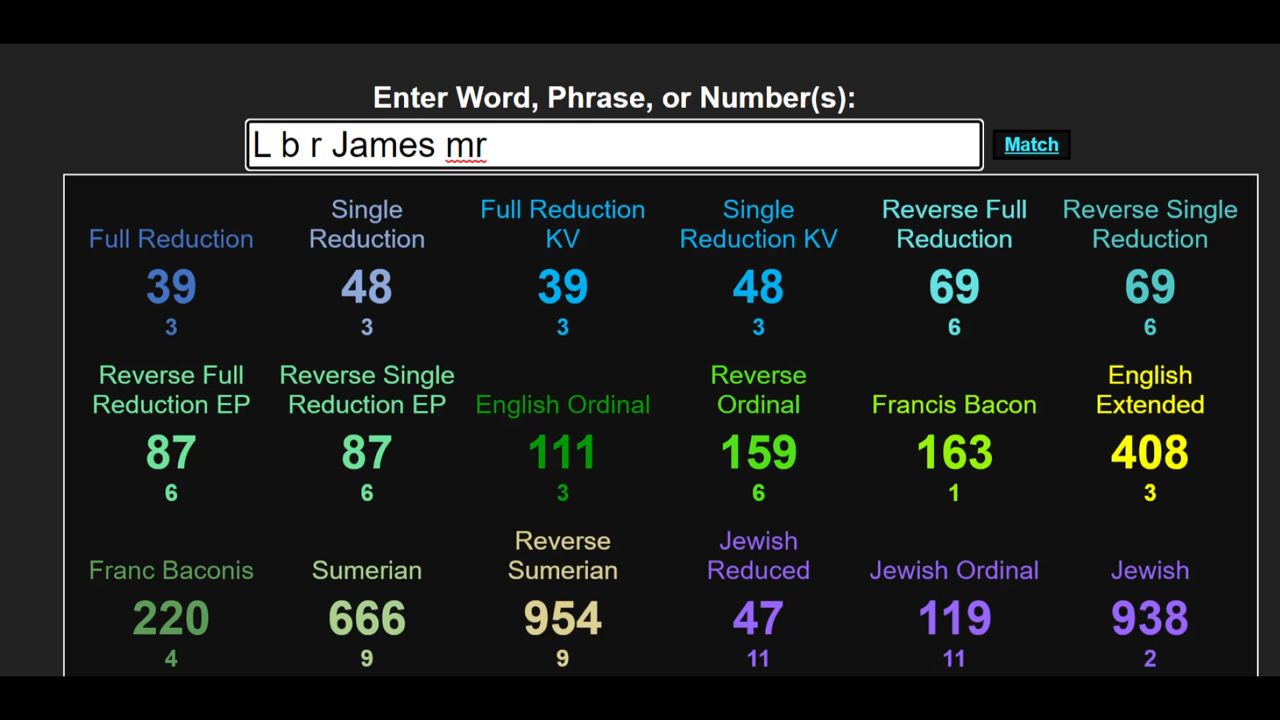 Enter Word, Phrase, or Number(s):
L b r James mr Match
Single Full Reduction Single Reverse Full Reverse Single
Full Reduction Reduction KV Reduction KV Reduction Reduction
39 48 39 48 69 69
3 3 3 3 6 6
Reverse Full Reverse Single Reverse English
Reduction EP Reduction EP English Ordinal Ordinal Francis Bacon Extended
87 87 111 159 163 408
6 6 3 6 1 3
Reverse Jewish
Franc Baconis Sumerian Sumerian Reduced Jewish Ordinal Jewish
220 666 954 47 119 938
4 9 9 11 11 2